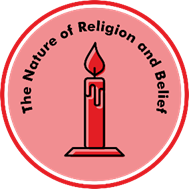 The Nature of Religion and Belief